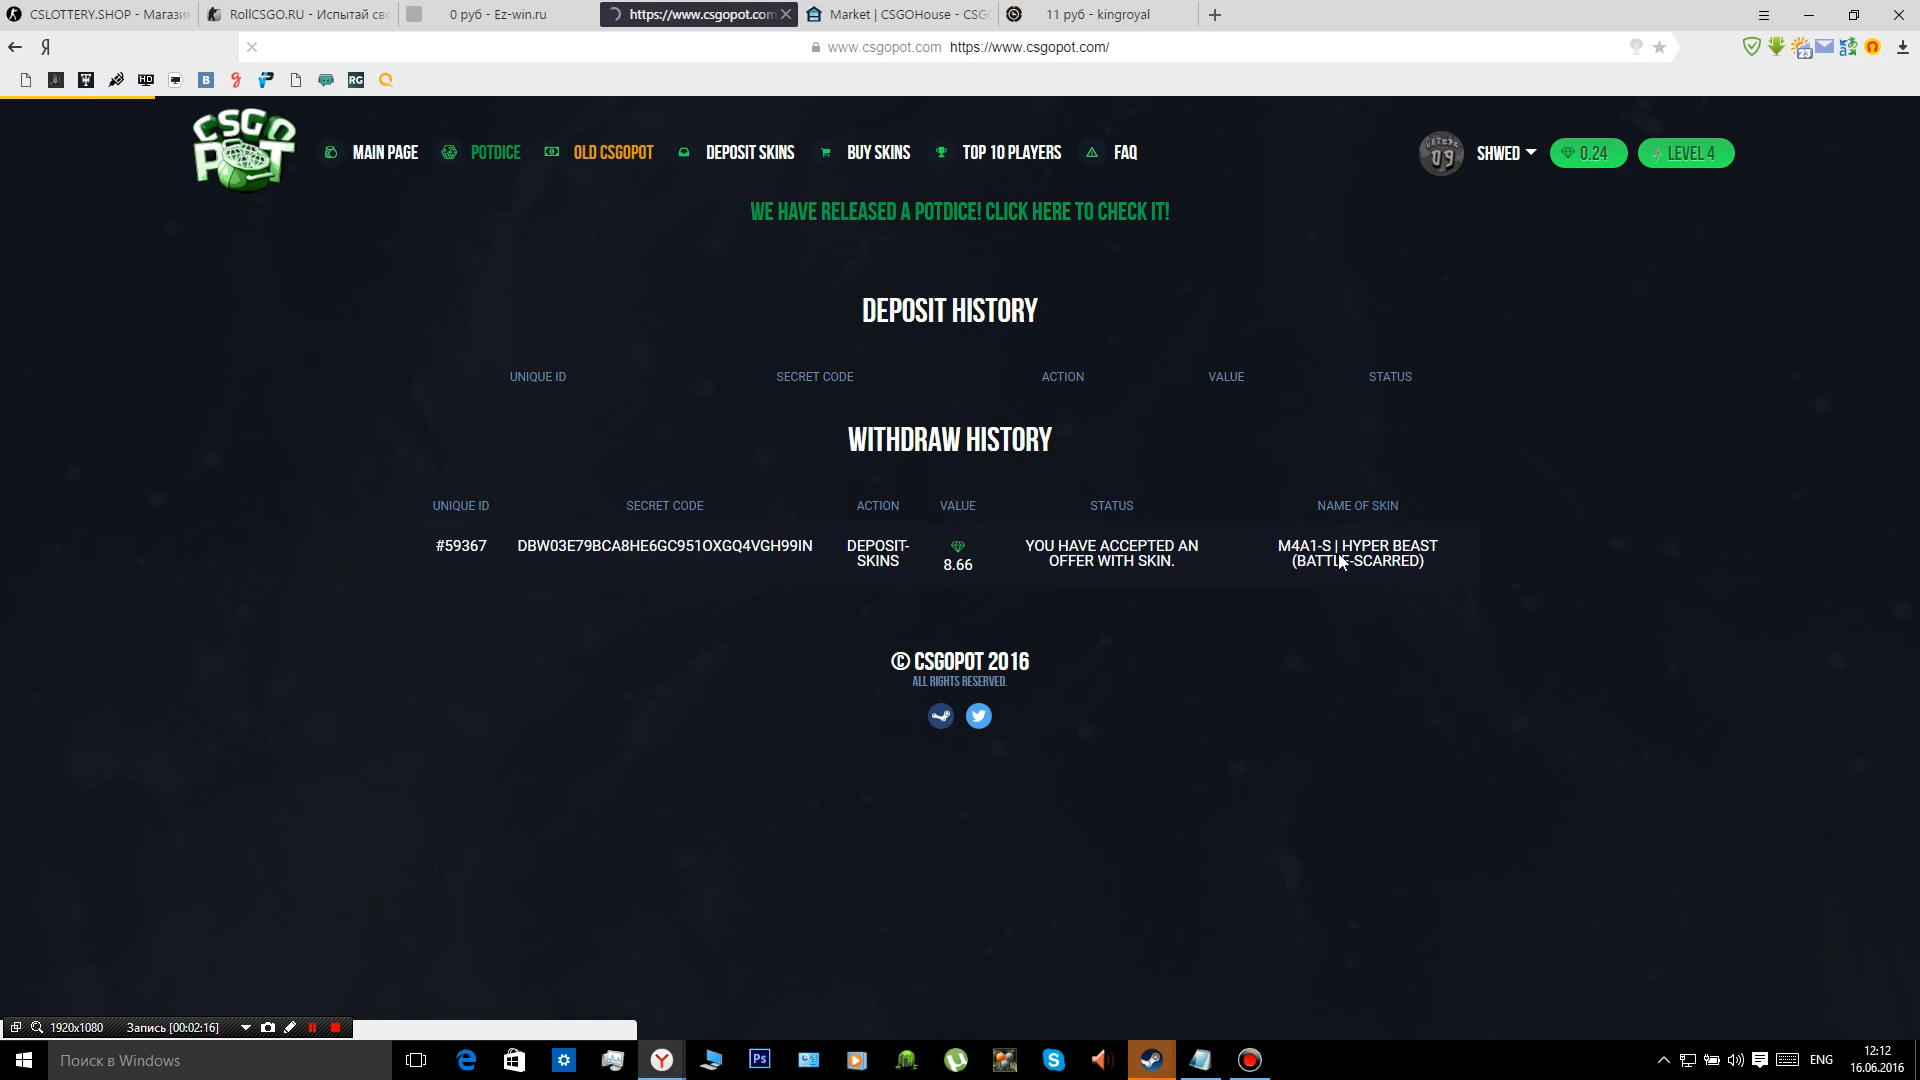 CSLOTTERY.SHOP - Магази
RollCSGO.RU - Испытай сво
0 руб - Ez-win.ru
https://www.csgopot.com
Market | CSGOHouse - CSGO
11 руб - kingroyal
www.csgopot.com https://www.csgopot.com/
CSGO
POT
MAIN PAGE
POTDICE
OLD CSGOPOT
DEPOSIT SKINS
BUY SKINS
TOP 10 PLAYERS
FAQ
SHWED
0.24
LEVEL 4
WE HAVE RELEASED A POTDICE! CLICK HERE TO CHECK IT!
DEPOSIT HISTORY
UNIQUE ID SECRET CODE ACTION VALUE STATUS
WITHDRAW HISTORY
UNIQUE ID SECRET CODE ACTION VALUE STATUS NAME OF SKIN
#59367 DBW03E79BCA8HE6GC951OXGQ4VGH99IN DEPOSIT- YOU HAVE ACCEPTED AN M4A1-S | HYPER BEAST
SKINS 8.66 OFFER WITH SKIN. (BATTLE-SCARRED)
© CSGOPOT 2016
ALL RIGHTS RESERVED.
1920x1080 Запись [00:02:16]
Поиск в Windows
ENG
12:12
16.06.2016